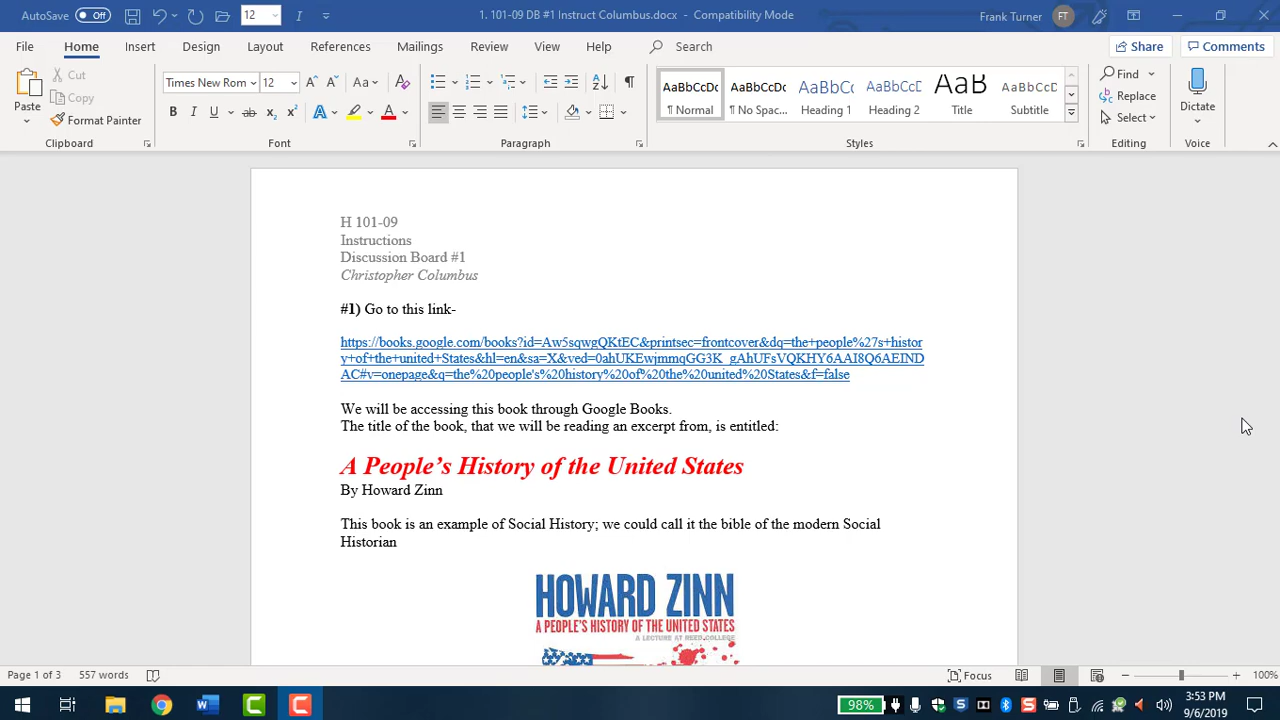 AutoSave Off 12 1. 101-09 DB #1 Instruct Columbus.docx - Compatibility Mode Frank Turner FT
File Home Insert Design Layout References Mailings Review View Help Search Share Comments
Paste Cut Copy Format Painter
Times New Rom 12
AaBbCcDc AaBbCcDc AaBbCc AaBbCcD AaB AaBbCcD
¶ Normal ¶ No Spac... Heading 1 Heading 2 Title Subtitle
Find Replace Select Dictate
Clipboard Font Paragraph Styles Editing Voice
H 101-09
Instructions
Discussion Board #1
Christopher Columbus
#1) Go to this link-
https://books.google.com/books?id=Aw5sqwgQKtEC&printsec=frontcover&dq=the+people%27s+histor
y+of+the+united+States&hl=en&sa=X&ved=0ahUKEwjmmqGG3K_gAhUFsVQKHY6AAI8Q6AEIND
AC#v=onepage&q=the%20people's%20history%20of%20the%20united%20States&f=false
We will be accessing this book through Google Books.
The title of the book, that we will be reading an excerpt from, is entitled:
A People's History of the United States
By Howard Zinn
This book is an example of Social History; we could call it the bible of the modern Social
Historian
HOWARD ZINN
A PEOPLE'S HISTORY OF THE UNITED STATES
A LECTURE AT REED COLLEGE
Page 1 of 3 557 words Focus 100%
98% 3:53 PM
9/6/2019